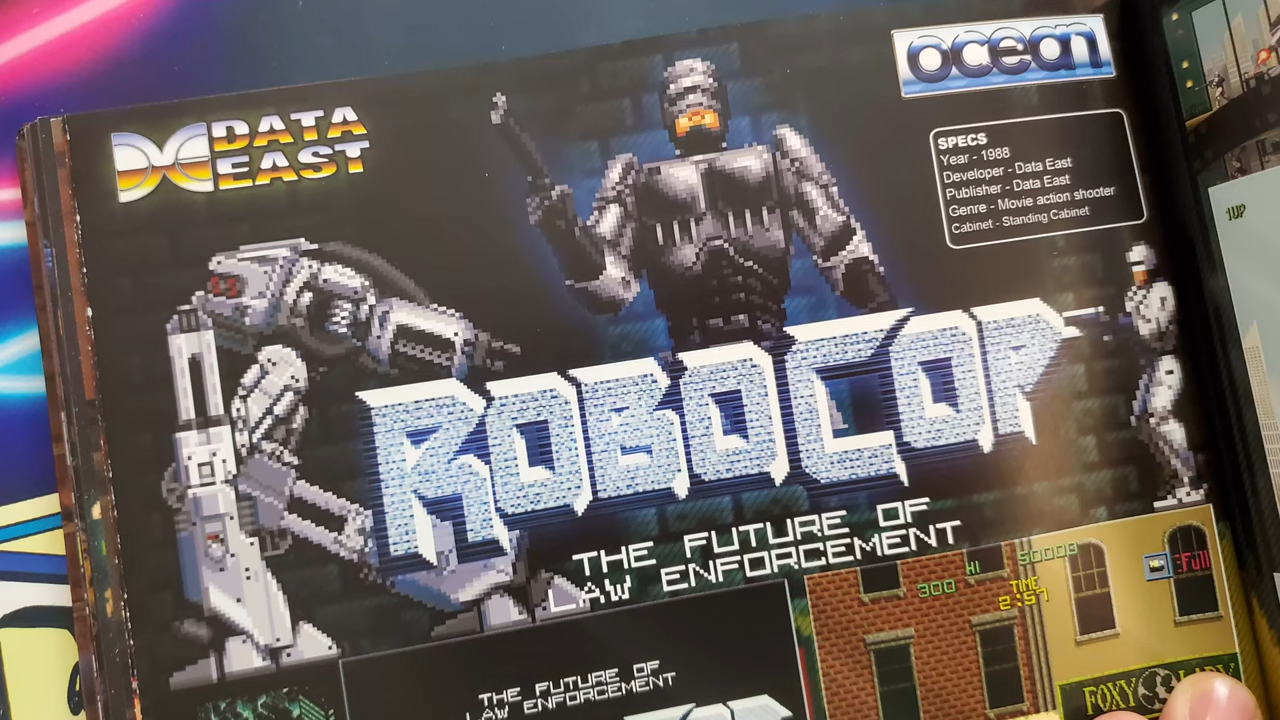 DATA
EAST
ocean
SPECS
Year - 1988
Developer - Data East
Publisher - Data East
Genre - Movie action shooter
Cabinet - Standing Cabinet
ROBOCOP
THE FUTURE OF
LAW ENFORCEMENT
THE FUTURE OF
LAW ENFORCEMENT
300
HI
50000
TIME
2:57
Full
FOXY LADY
1UP